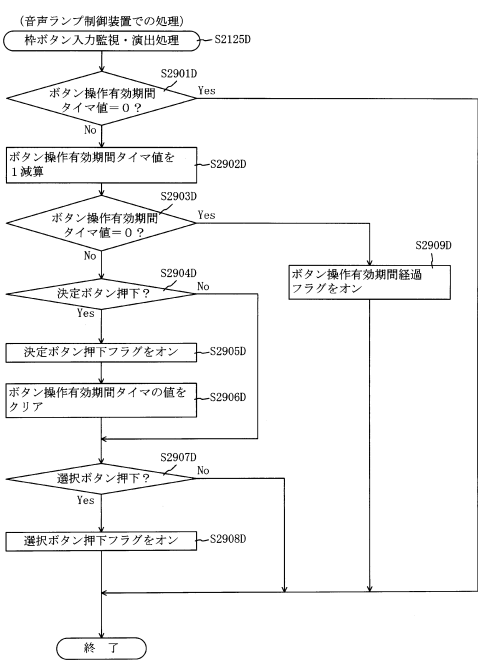 （音声ランプ制御装置での処理）
枠ボタン入力監視・演出処理
S2125D
S2901D
ボタン操作有効期間
タイマ値＝０？
Yes
No
ボタン操作有効期間タイマ値を
１減算
S2902D
S2903D
ボタン操作有効期間
タイマ値＝０？
Yes
No
S2909D
ボタン操作有効期間経過
フラグをオン
S2904D
決定ボタン押下？
No
Yes
決定ボタン押下フラグをオン
S2905D
ボタン操作有効期間タイマの値を
クリア
S2906D
S2907D
選択ボタン押下？
No
Yes
選択ボタン押下フラグをオン
S2908D
終 了